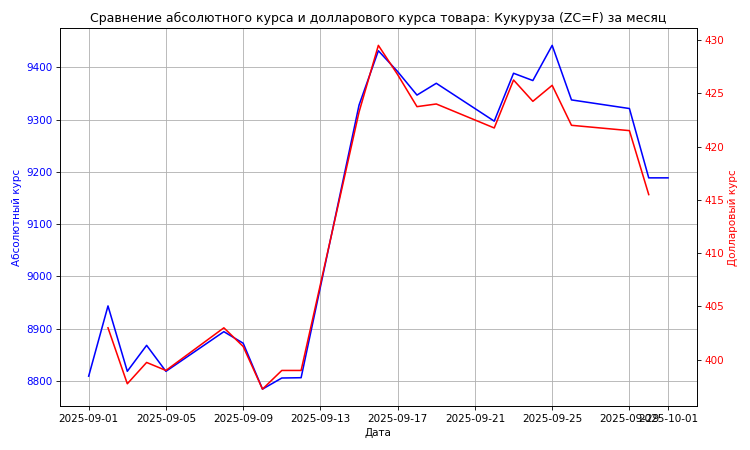 Сравнение абсолютного курса и долларового курса товара: Кукуруза (ZC=F) за месяц
Абсолютный курс
9400
9300
9200
9100
9000
8900
8800
430
425
420
415
410
405
400
Долларовый курс
2025-09-01 2025-09-05 2025-09-09 2025-09-13 2025-09-17 2025-09-21 2025-09-25 2025-09-29 2025-10-01
Дата